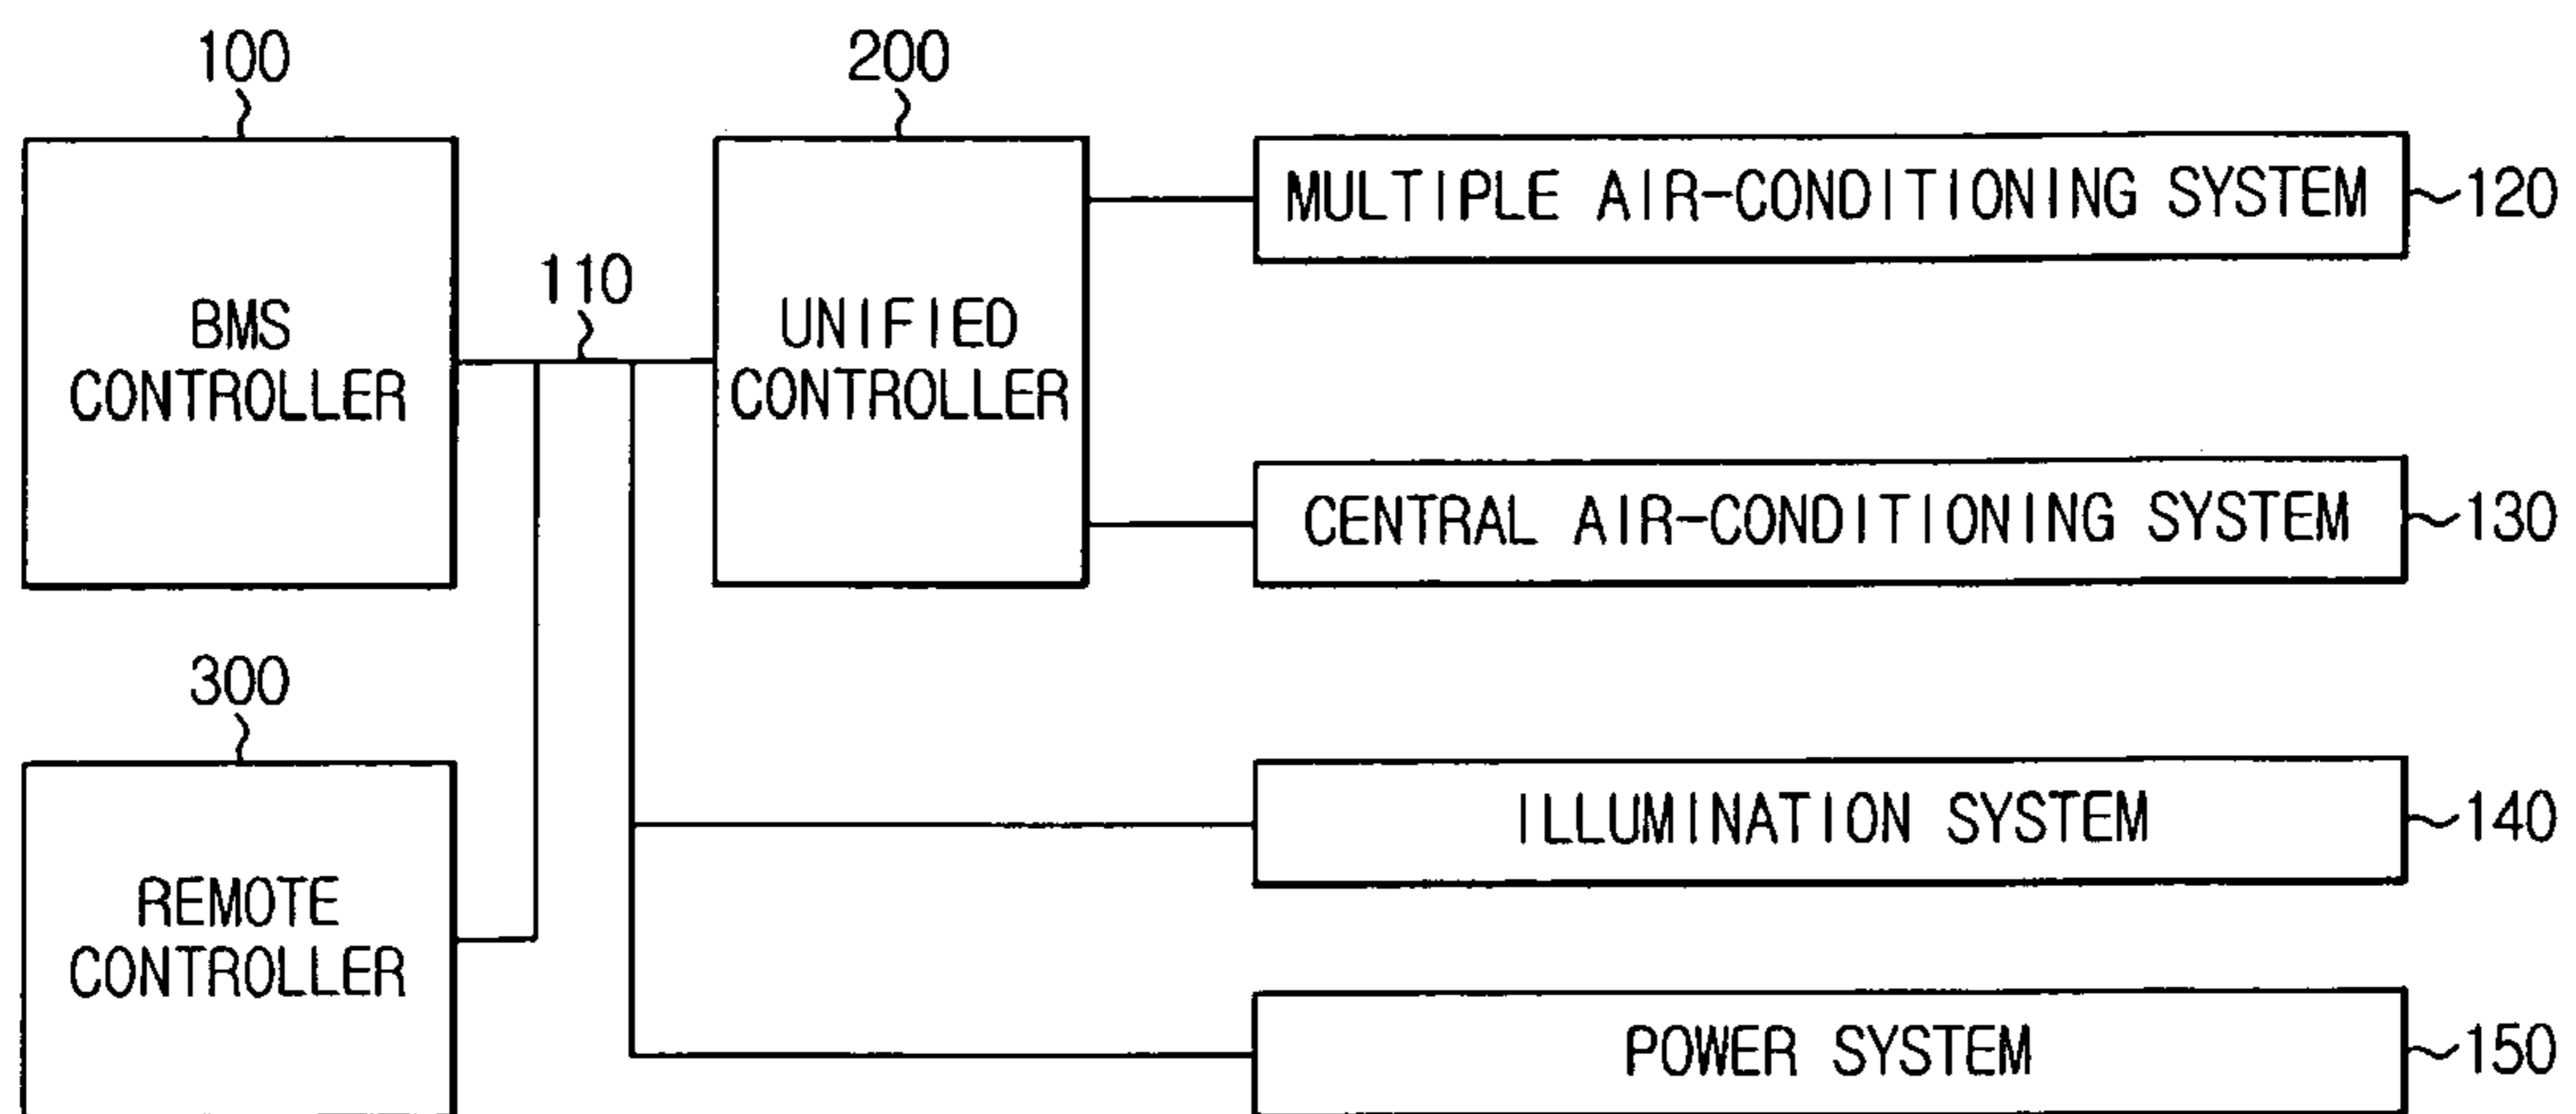 100
200
BMS
CONTROLLER
110
UNIFIED
CONTROLLER
MULTIPLE AIR-CONDITIONING SYSTEM
120
CENTRAL AIR-CONDITIONING SYSTEM
130
300
REMOTE
CONTROLLER
ILLUMINATION SYSTEM
140
POWER SYSTEM
150